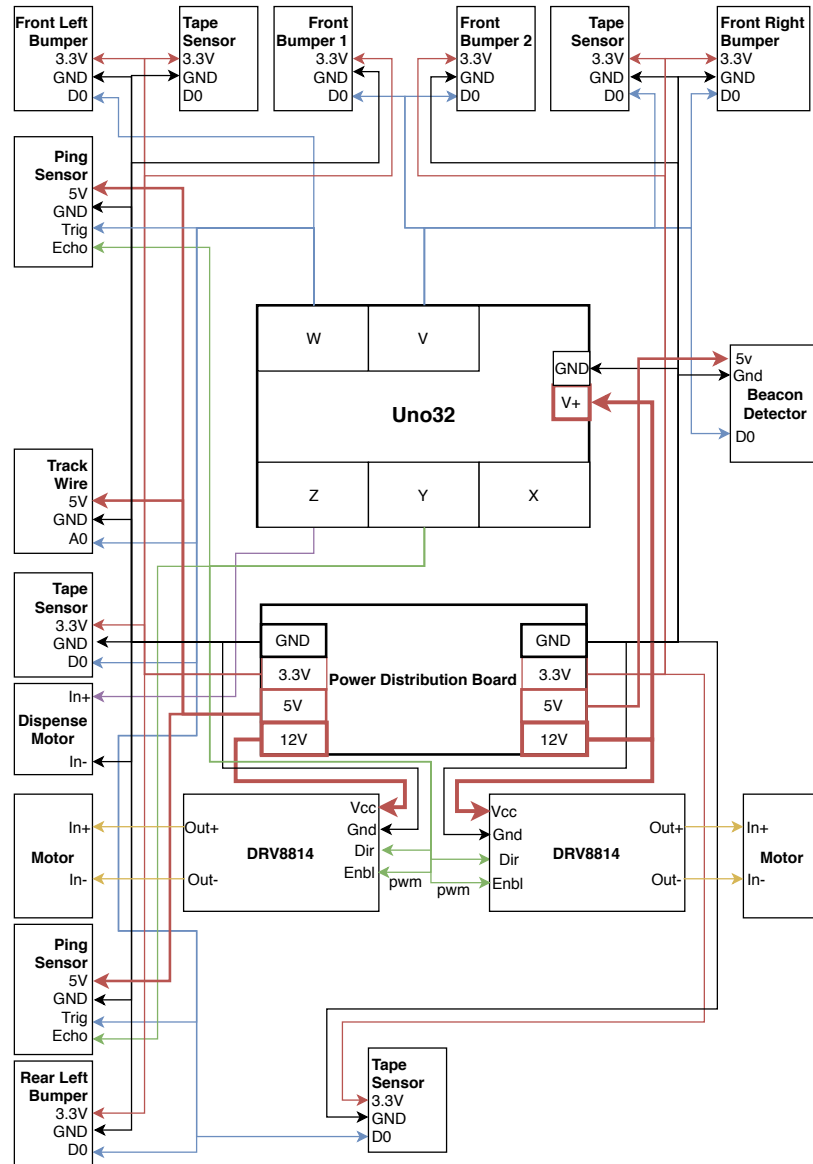 Front Left
Bumper
3.3V
GND
D0
Tape
Sensor
3.3V
GND
D0
Front
Bumper 1
3.3V
GND
D0
Front
Bumper 2
3.3V
GND
D0
Tape
Sensor
3.3V
GND
D0
Front Right
Bumper
3.3V
GND
D0
Ping
Sensor
5V
GND
Trig
Echo
W
V
GND
V+
Uno32
Z
Y
X
5v
Gnd
Beacon
Detector
D0
Track
Wire
5V
GND
A0
Tape
Sensor
3.3V
GND
D0
In+
Dispense
Motor
In-
GND
3.3V
5V
12V
Power Distribution Board
GND
3.3V
5V
12V
In+
Motor
In-
Out+
Out-
DRV8814
Vcc
Gnd
Dir
Enbl
pwm
pwm
Vcc
Gnd
Dir
Enbl
DRV8814
Out+
Out-
In+
Motor
In-
Ping
Sensor
5V
GND
Trig
Echo
Rear Left
Bumper
3.3V
GND
D0
Tape
Sensor
3.3V
GND
D0